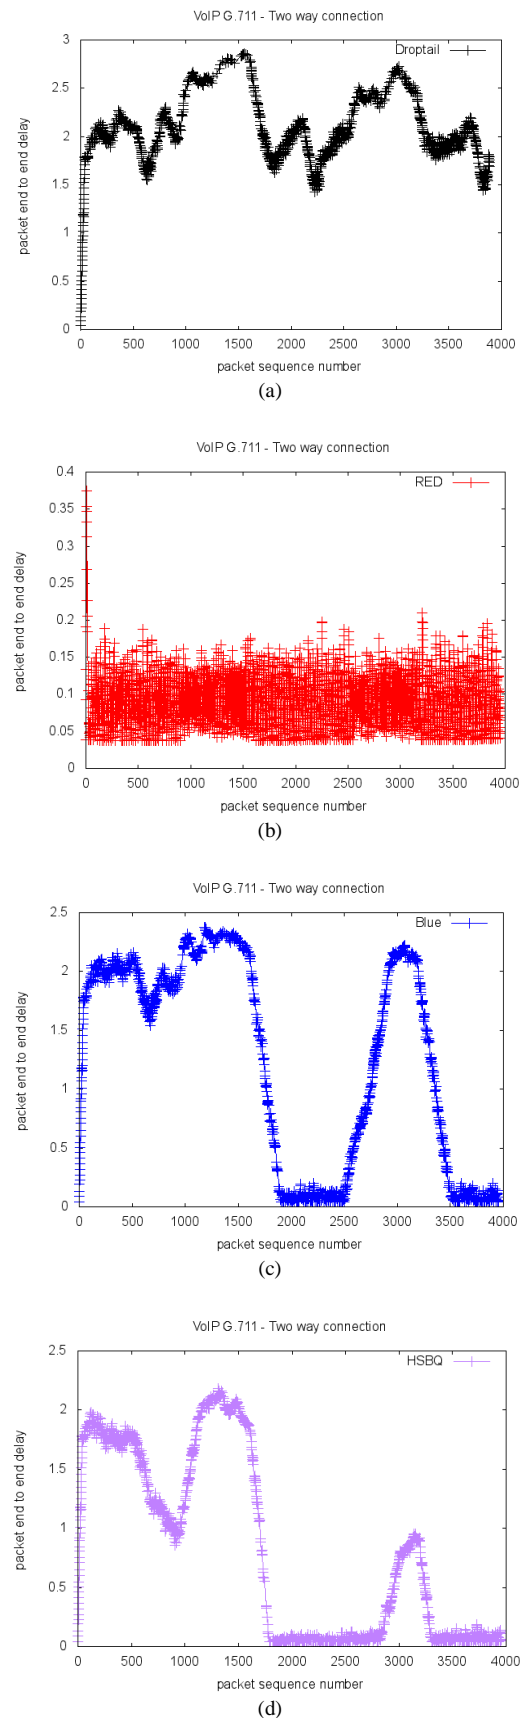 VoIP G.711 - Two way connection
Droptail
3
2.5
2
1.5
1
0.5
0
packet end to end delay
0 500 1000 1500 2000 2500 3000 3500 4000
packet sequence number
(a)
VoIP G.711 - Two way connection
RED
0.4
0.35
0.3
0.25
0.2
0.15
0.1
0.05
0
packet end to end delay
0 500 1000 1500 2000 2500 3000 3500 4000
packet sequence number
(b)
VoIP G.711 - Two way connection
Blue
2.5
2
1.5
1
0.5
0
packet end to end delay
0 500 1000 1500 2000 2500 3000 3500 4000
packet sequence number
(c)
VoIP G.711 - Two way connection
HSBQ
2.5
2
1.5
1
0.5
0
packet end to end delay
0 500 1000 1500 2000 2500 3000 3500 4000
packet sequence number
(d)